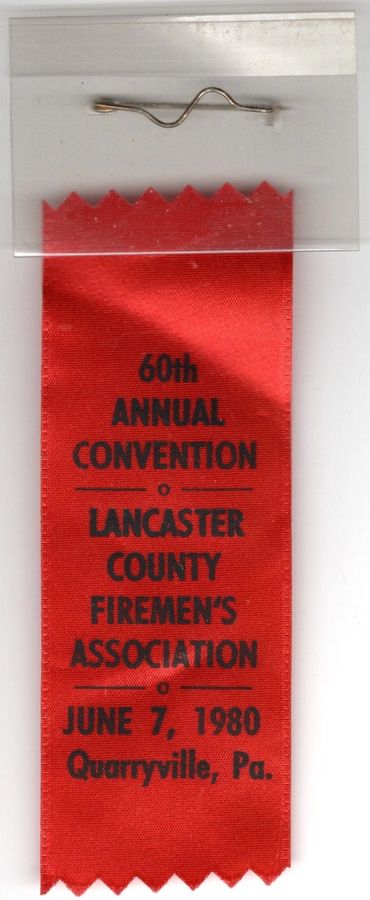 60th
ANNUAL
CONVENTION
LANCASTER
COUNTY
FIREMEN'S
ASSOCIATION
JUNE 7, 1980
Quarryville, Pa.